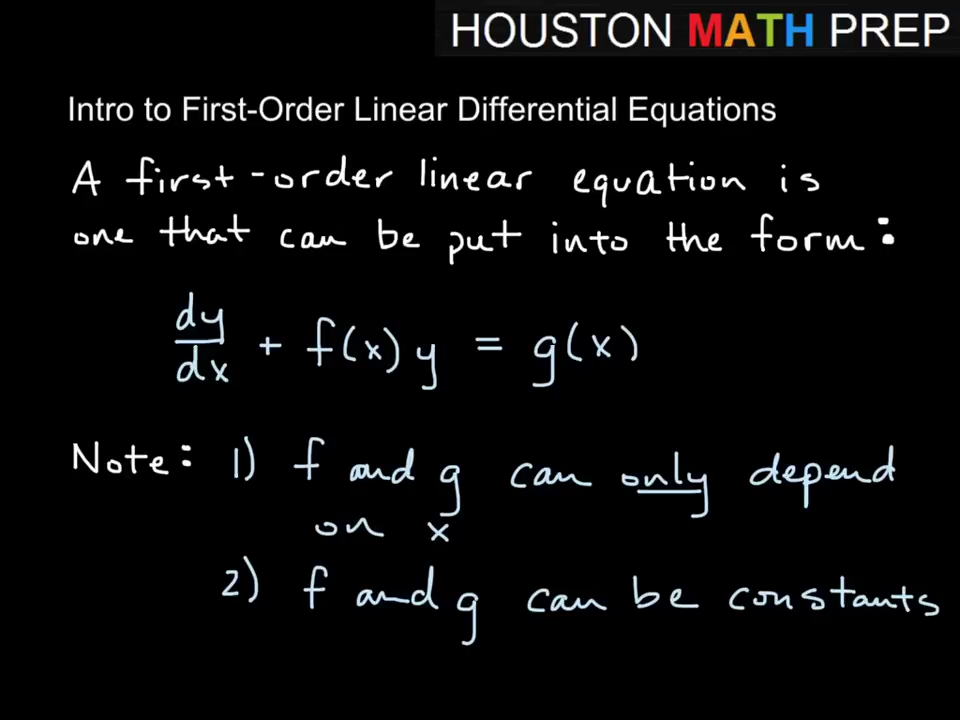 HOUSTON MATH PREP
Intro to First-Order Linear Differential Equations
A first-order linear equation is
one that can be put into the form:
dy/dx + f(x) y = g(x)
Note: 1) f and g can only depend
on x
2) f and g can be constants